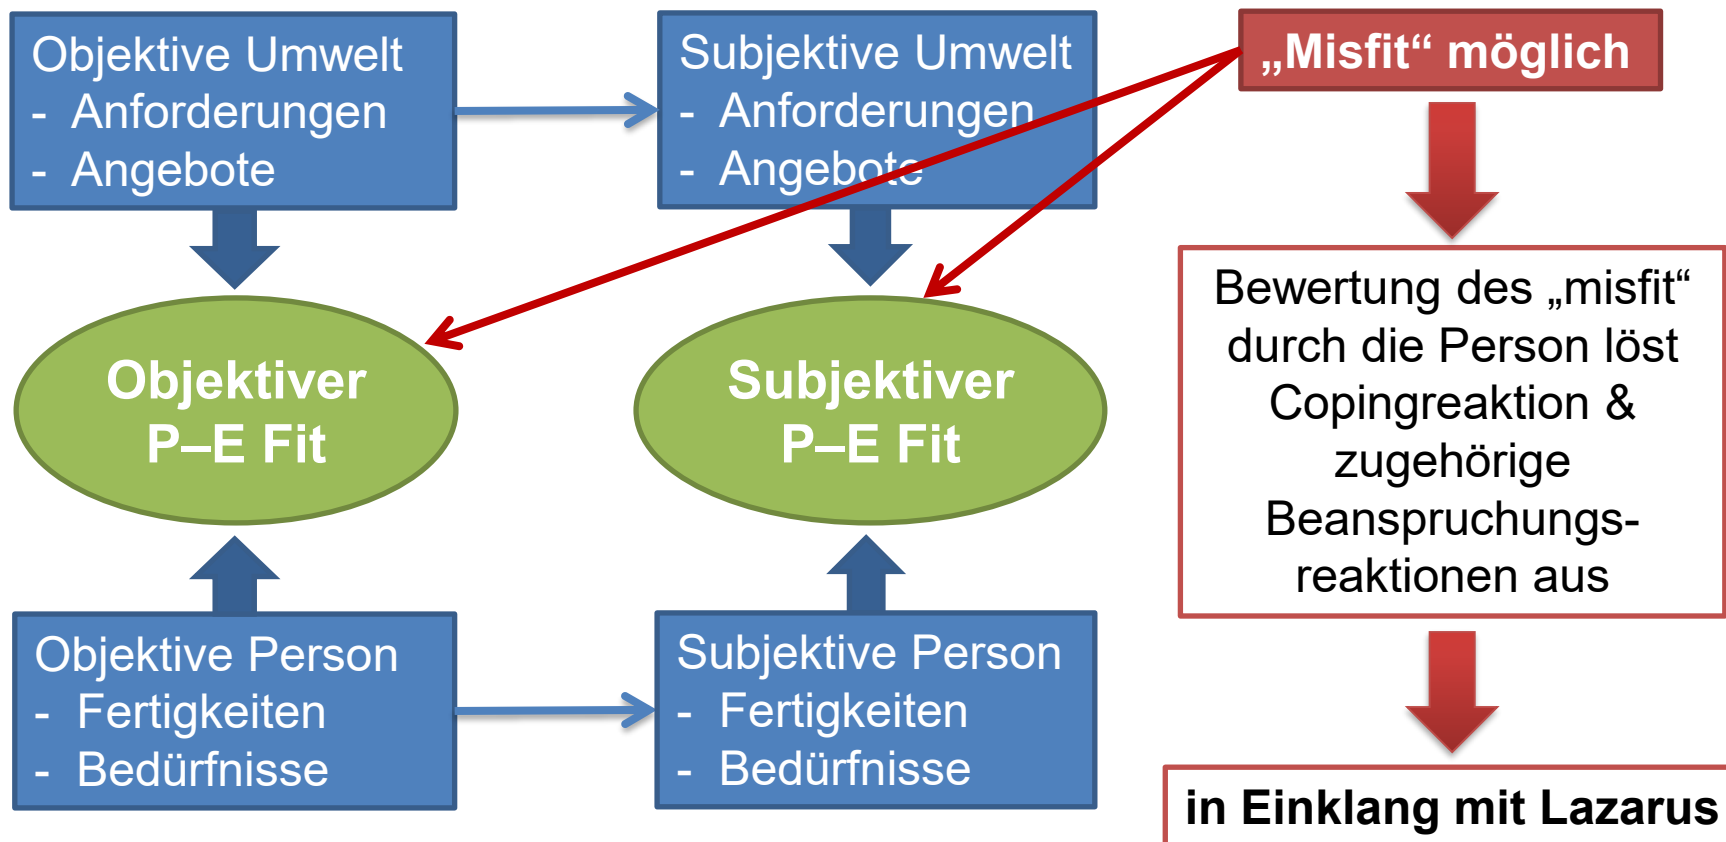 Objektive Umwelt
- Anforderungen
- Angebote
Subjektive Umwelt
- Anforderungen
- Angebote
„Misfit“ möglich
Objektiver
P–E Fit
Subjektiver
P–E Fit
Bewertung des „misfit“
durch die Person löst
Copingreaktion &
zugehörige
Beanspruchungs-
reaktionen aus
Objektive Person
- Fertigkeiten
- Bedürfnisse
Subjektive Person
- Fertigkeiten
- Bedürfnisse
in Einklang mit Lazarus